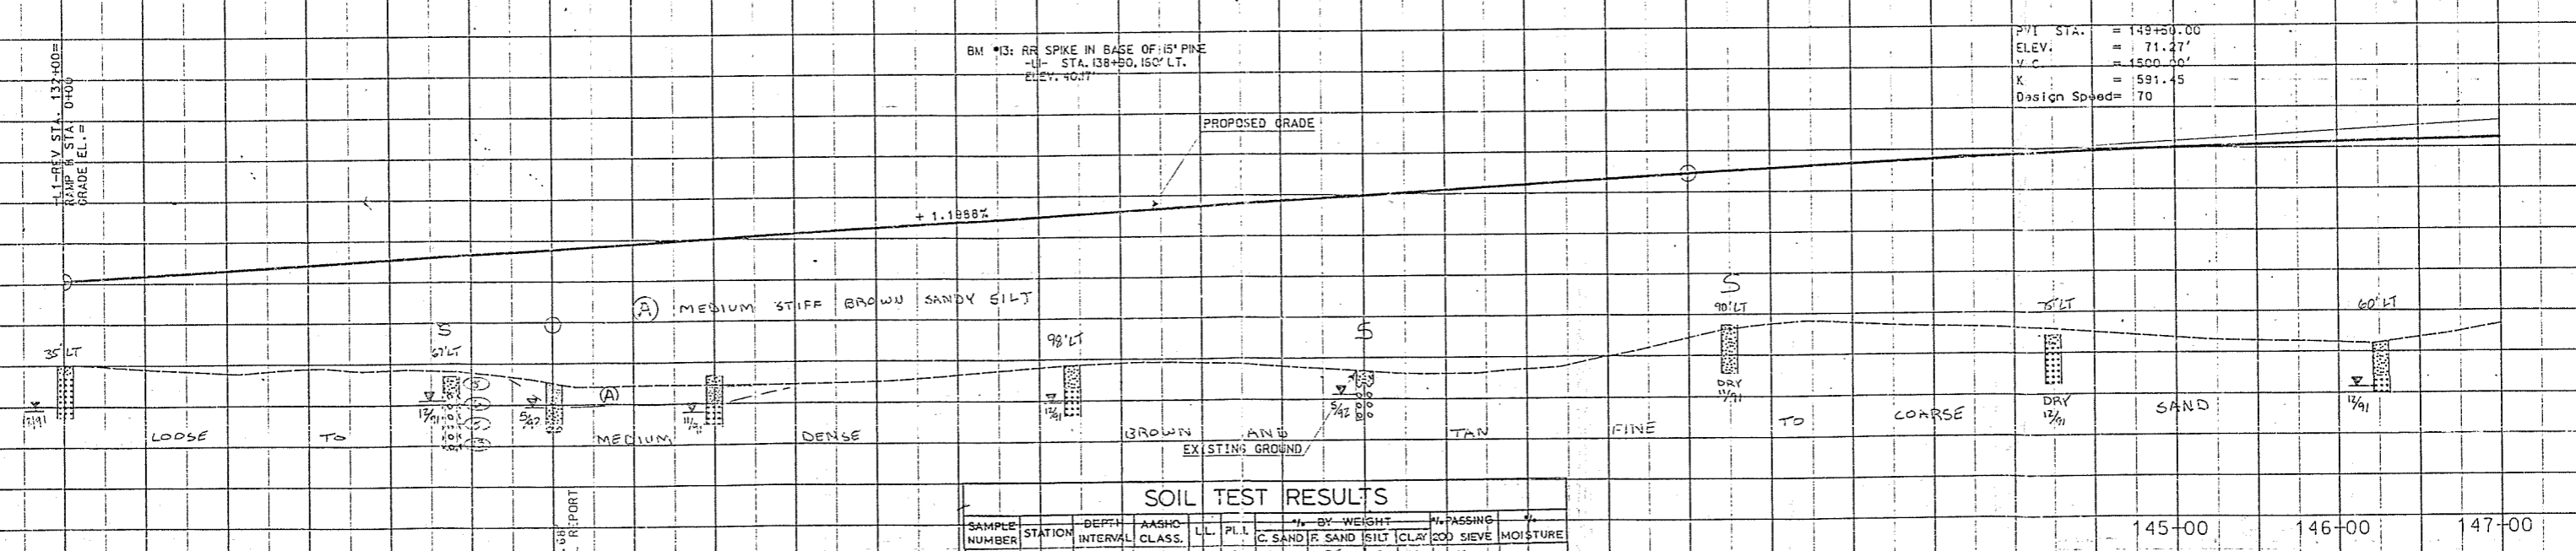 -L1-REV STA. 132+00=
RAMP B STA. 0+00
GRADE EL.=
BM #13: RR SPIKE IN BASE OF 15" PINE
-L1- STA. 138+90, 150' LT.
ELEV. 40.17'
PVI STA. = 149+50.00
ELEV. = 71.27'
V.C. = 1500.00'
K = 591.45
Design Speed= 70
PROPOSED GRADE
+ 1.1988%
(A) MEDIUM STIFF BROWN SANDY SILT
S
90'LT
75'LT
60'LT
S
S
35'LT
67'LT
98'LT
(A)
12/91
12/91
5/92
11/91
12/91
5/92
DRY
11/91
DRY
12/91
12/91
LOOSE TO MEDIUM DENSE BROWN AND TAN FINE TO COARSE SAND
EXISTING GROUND
REPORT
SOIL TEST RESULTS
SAMPLE NUMBER
STATION
DEPTH INTERVAL
AASHO CLASS.
L.L.
P.I.
% BY WEIGHT
C. SAND
F. SAND
SILT
CLAY
% PASSING
200 SIEVE
% MOISTURE
145+00 146+00 147+00